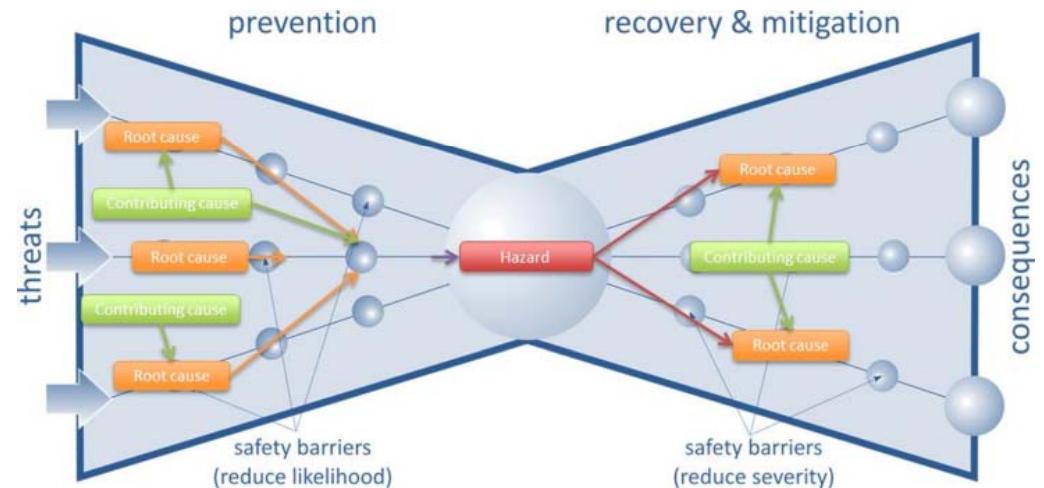 prevention
recovery & mitigation
threats
Root cause
Contributing cause
Root cause
Contributing cause
Root cause
Hazard
Root cause
Contributing cause
Root cause
consequences
safety barriers
(reduce likelihood)
safety barriers
(reduce severity)